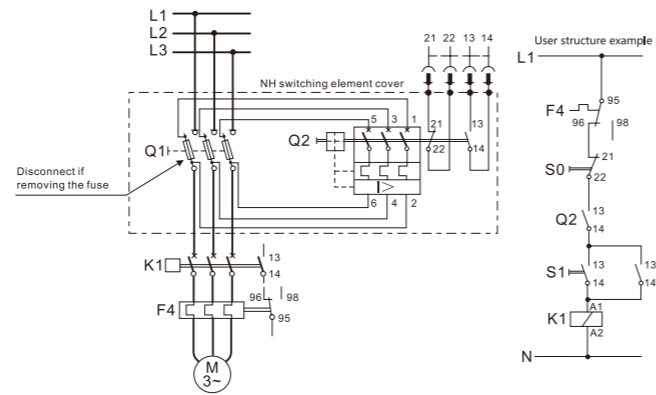 L1
L2
L3
21 22 13 14
User structure example
L1
NH switching element cover
5 3 1
21
13
Q1
Q2
22
14
I>
6 4 2
Disconnect if
removing the fuse
F4
95
96 98
21
S0
22
13
Q2
14
K1
13
14
S1
13
14
13
14
F4
96 98
95
K1
A1
A2
M
3~
N